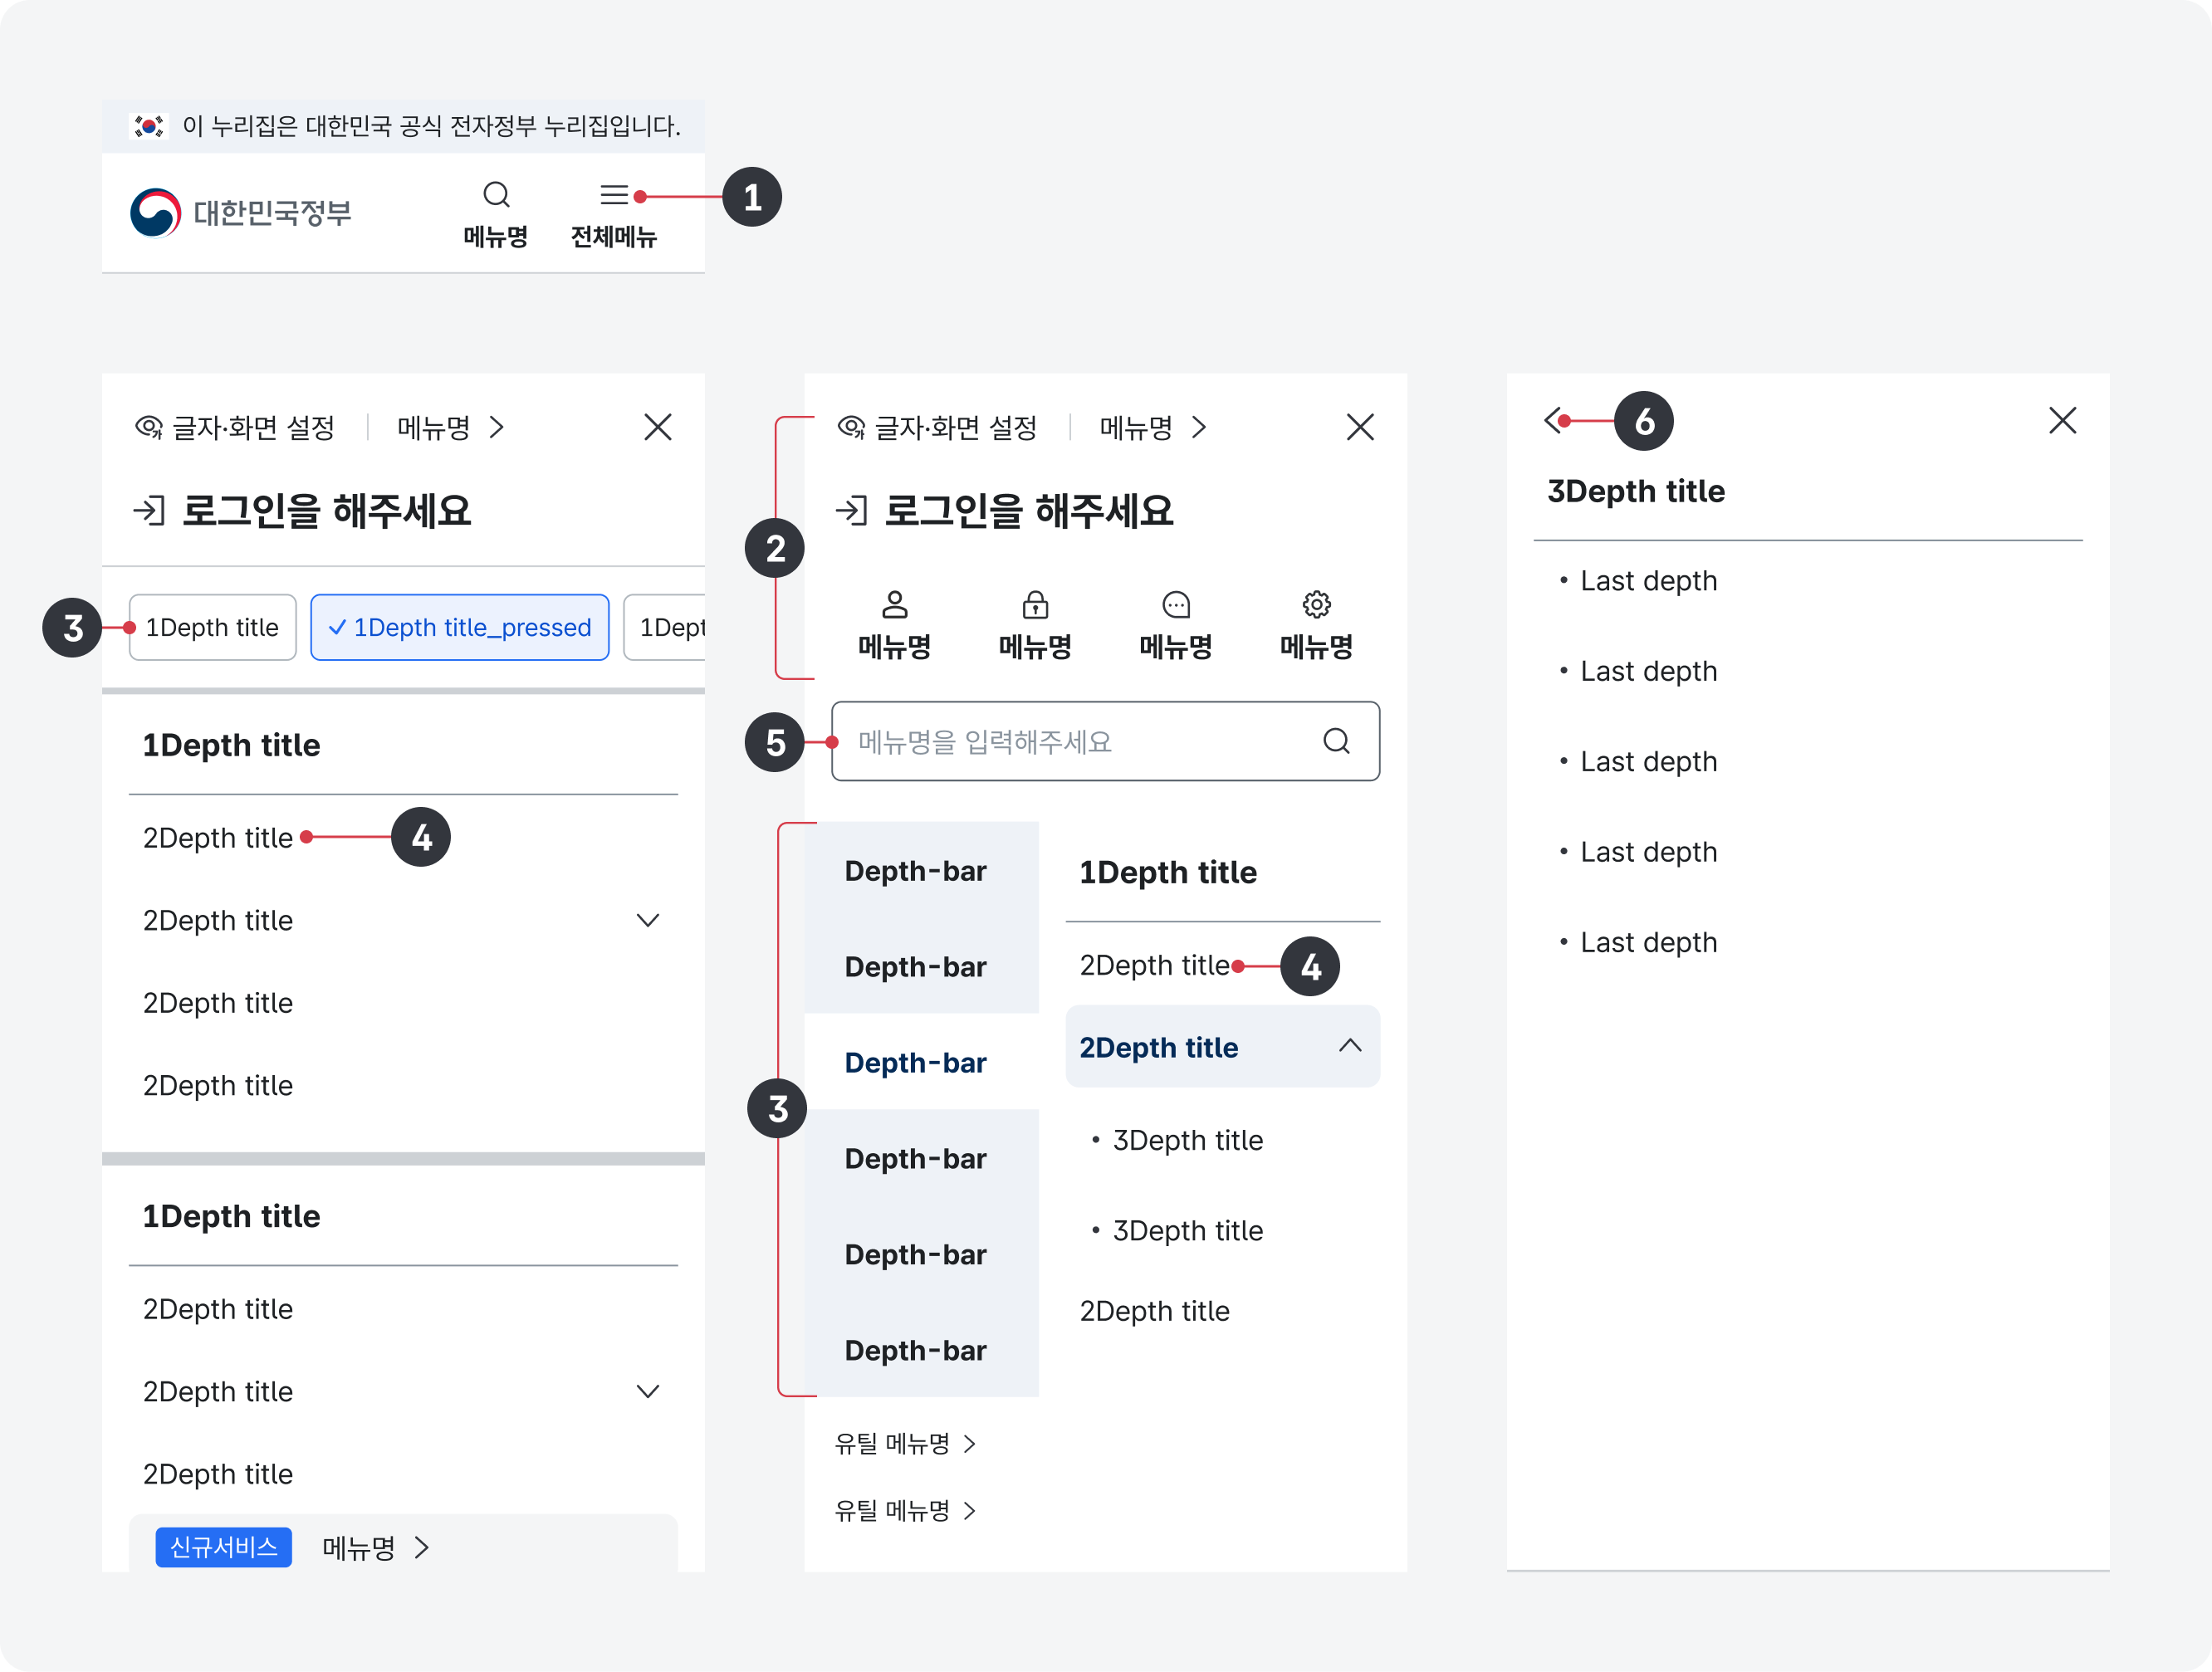 이 누리집은 대한민국 공식 전자정부 누리집입니다.
대한민국정부
메뉴명
전체메뉴
1
글자·화면 설정
메뉴명
로그인을 해주세요
3
1Depth title
1Depth title_pressed
1Dept
1Depth title
2Depth title
4
2Depth title
2Depth title
2Depth title
1Depth title
2Depth title
2Depth title
2Depth title
신규서비스
메뉴명
글자·화면 설정
메뉴명
2
로그인을 해주세요
메뉴명
메뉴명
메뉴명
메뉴명
5
메뉴명을 입력해주세요
3
Depth-bar
Depth-bar
Depth-bar
Depth-bar
Depth-bar
Depth-bar
1Depth title
2Depth title
4
2Depth title
3Depth title
3Depth title
2Depth title
유틸 메뉴명
유틸 메뉴명
6
3Depth title
• Last depth
• Last depth
• Last depth
• Last depth
• Last depth